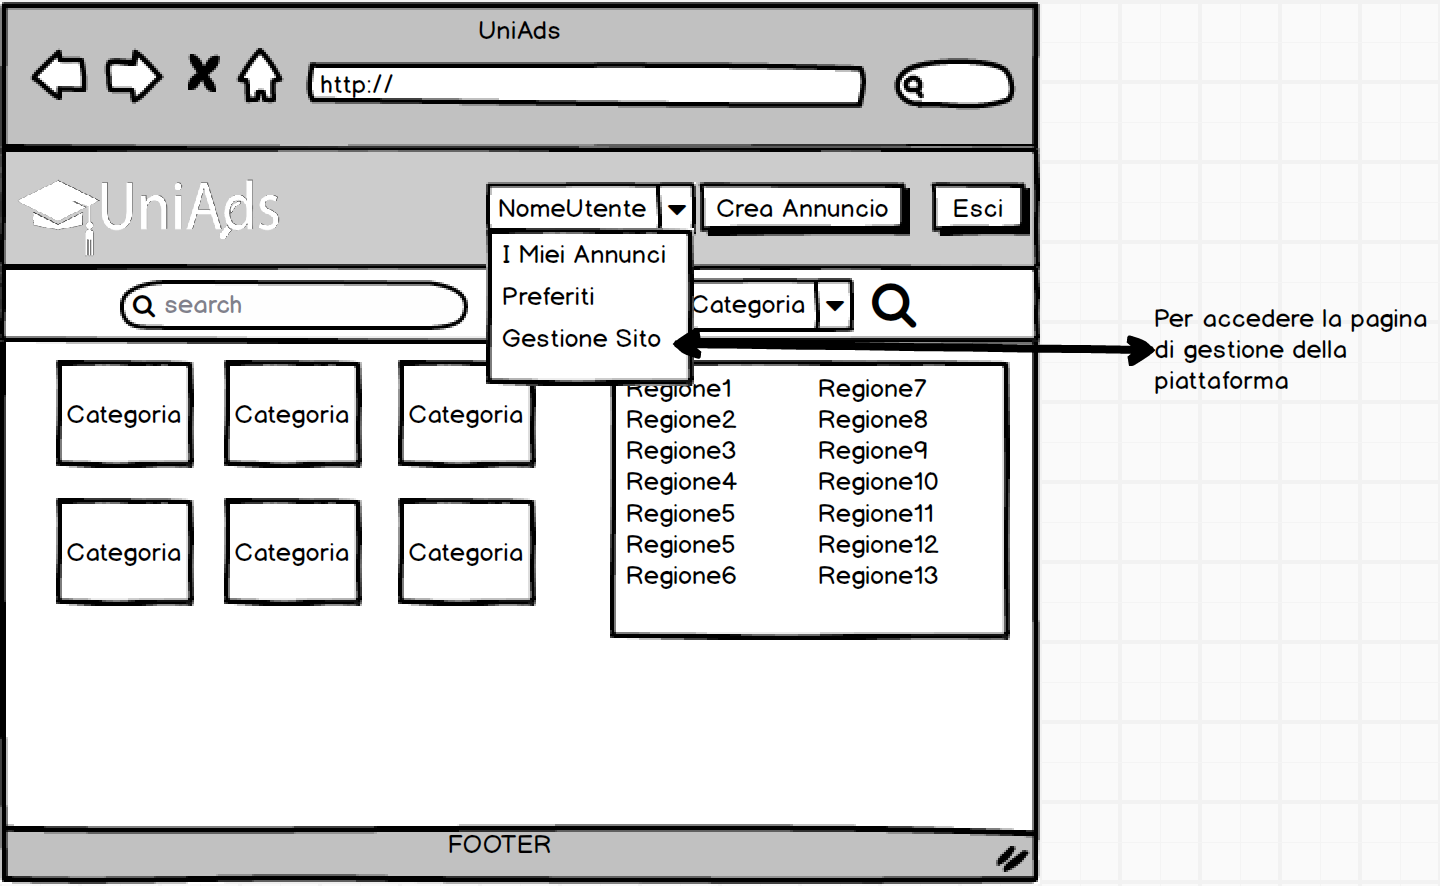 UniAds
http://
UniAds
NomeUtente
Crea Annuncio
Esci
I Miei Annunci
Preferiti
Gestione Sito
search
Categoria
Per accedere la pagina
di gestione della
piattaforma
Categoria
Categoria
Categoria
Categoria
Categoria
Categoria
Regione1
Regione2
Regione3
Regione4
Regione5
Regione5
Regione6
Regione7
Regione8
Regione9
Regione10
Regione11
Regione12
Regione13
FOOTER